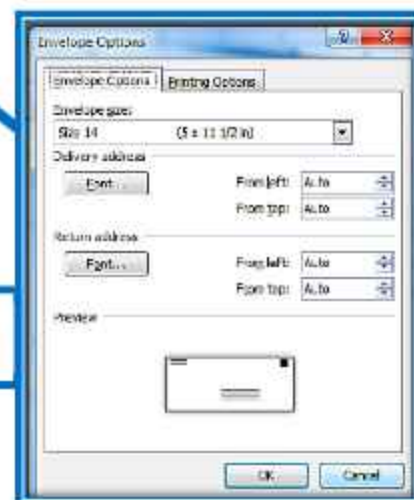 Envelope Options
Envelope Options Printing Options
Envelope size:
Size 14 (5 x 11 1/2 in)
Delivery address
Font... From left: Auto
From top: Auto
Return address
Font... From left: Auto
From top: Auto
Preview
OK Cancel